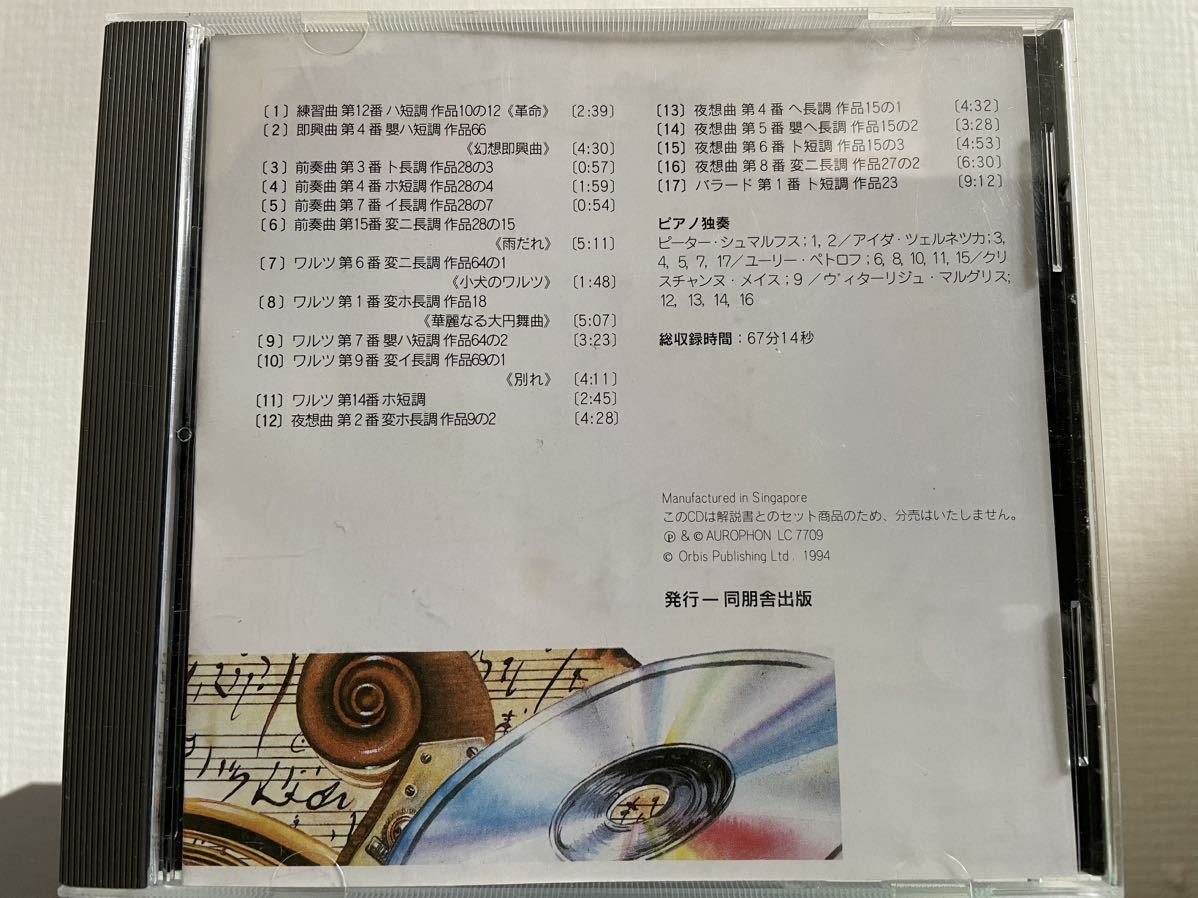 〔1〕練習曲 第12番 ハ短調 作品10の12《革命》 〔2:39〕
〔2〕即興曲 第4番 嬰ハ短調 作品66
《幻想即興曲》 〔4:30〕
〔3〕前奏曲 第3番 ト長調 作品28の3 〔0:57〕
〔4〕前奏曲 第4番 ホ短調 作品28の4 〔1:59〕
〔5〕前奏曲 第7番 イ長調 作品28の7 〔0:54〕
〔6〕前奏曲 第15番 変ニ長調 作品28の15
《雨だれ》 〔5:11〕
〔7〕ワルツ 第6番 変ニ長調 作品64の1
《小犬のワルツ》 〔1:48〕
〔8〕ワルツ 第1番 変ホ長調 作品18
《華麗なる大円舞曲》 〔5:07〕
〔9〕ワルツ 第7番 嬰ハ短調 作品64の2 〔3:23〕
〔10〕ワルツ 第9番 変イ長調 作品69の1
《別れ》 〔4:11〕
〔11〕ワルツ 第14番 ホ短調 〔2:45〕
〔12〕夜想曲 第2番 変ホ長調 作品9の2 〔4:28〕
〔13〕夜想曲 第4番 ヘ長調 作品15の1 〔4:32〕
〔14〕夜想曲 第5番 嬰ヘ長調 作品15の2 〔3:28〕
〔15〕夜想曲 第6番 ト短調 作品15の3 〔4:53〕
〔16〕夜想曲 第8番 変ニ長調 作品27の2 〔6:30〕
〔17〕バラード 第1番 ト短調 作品23 〔9:12〕
ピアノ独奏
ピーター・シュマルフス；1, 2／アイダ・ツェルネツカ；3,
4, 5, 7, 17／ユーリー・ペトロフ；6, 8, 10, 11, 15／クリ
スチャンヌ・メイス；9／ヴィターリジュ・マルグリス；
12, 13, 14, 16
総収録時間：67分14秒
Manufactured in Singapore
このCDは解説書とのセット商品のため、分売はいたしません。
Ⓟ & © AUROPHON LC 7709
© Orbis Publishing Ltd. 1994
発行ー同朋舎出版